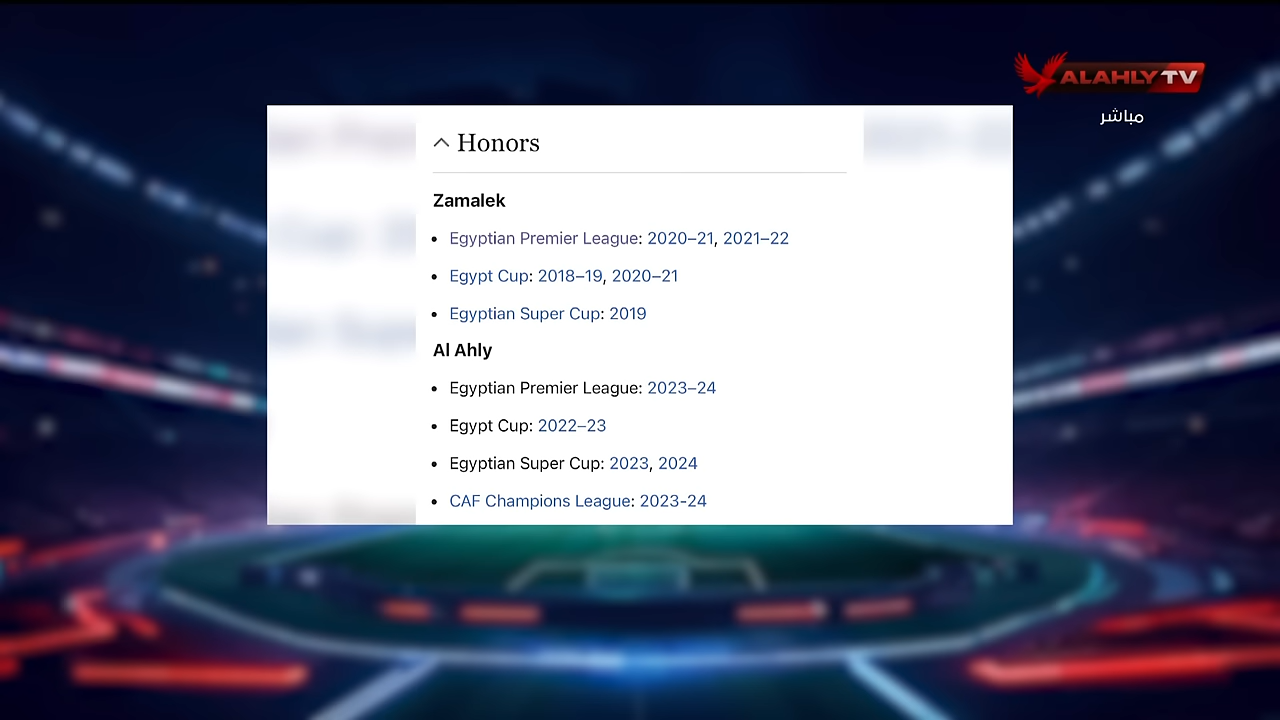 ALAHLY TV
مباشر
Honors
Zamalek
• Egyptian Premier League: 2020–21, 2021–22
• Egypt Cup: 2018–19, 2020–21
• Egyptian Super Cup: 2019
Al Ahly
• Egyptian Premier League: 2023–24
• Egypt Cup: 2022–23
• Egyptian Super Cup: 2023, 2024
• CAF Champions League: 2023-24